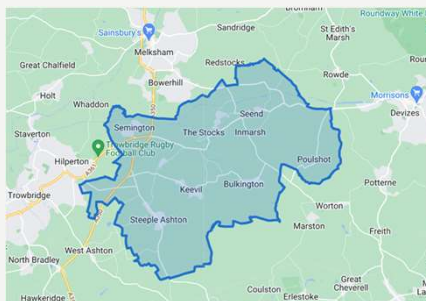 Bromham
Roundway White
Sainsbury's
Sandridge
St Edith's
Marsh
Melksham
Great Chalfield
Redstocks
Rowde
Bowerhill
Morrisons
Holt
Whaddon
Devizes
Staverton
Semington
The Stocks
Seend
Inmarsh
Trowbridge Rugby
Football Club
Hilperton
A361
Poulshot
Trowbridge
Keevil
Bulkington
Potterne
Steeple Ashton
Worton
Marston
West Ashton
Freith
North Bradley
Great
Cheverell
Coulston
Erlestoke
Hawkeridge